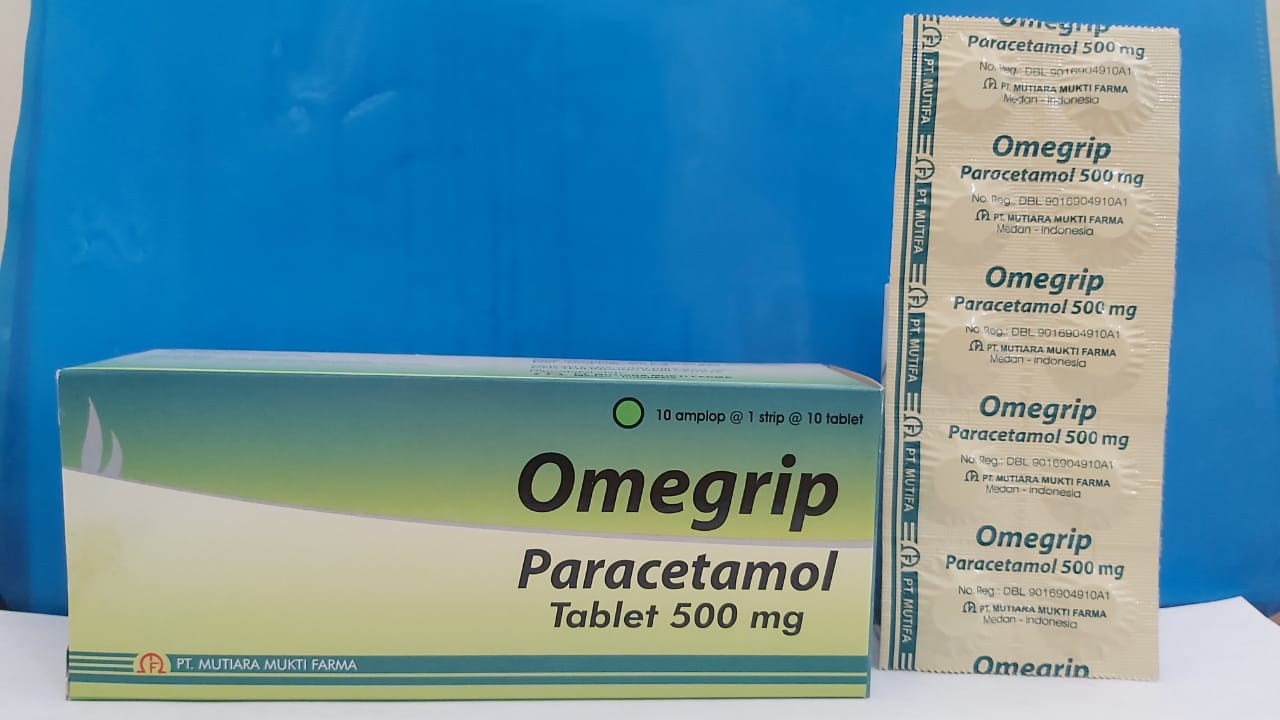 10 amplop @ 1 strip @ 10 tablet
Omegrip
Paracetamol
Tablet 500 mg
PT. MUTIARA MUKTI FARMA
Omegrip
Paracetamol 500 mg
No. Reg.: DBL 9016904910A1
PT. MUTIARA MUKTI FARMA
Medan - Indonesia
Omegrip
Paracetamol 500 mg
No. Reg.: DBL 9016904910A1
PT. MUTIARA MUKTI FARMA
Medan - Indonesia
Omegrip
Paracetamol 500 mg
No. Reg.: DBL 9016904910A1
PT. MUTIARA MUKTI FARMA
Medan - Indonesia
Omegrip
Paracetamol 500 mg
No. Reg.: DBL 9016904910A1
PT. MUTIARA MUKTI FARMA
Medan - Indonesia
Omegrip
Paracetamol 500 mg
No. Reg.: DBL 9016904910A1
PT. MUTIARA MUKTI FARMA
Medan - Indonesia
Omegrip
PT. MUTIFA
PT. MUTIFA
PT. MUTIFA
PT. MUTIFA
PT. MUTIFA